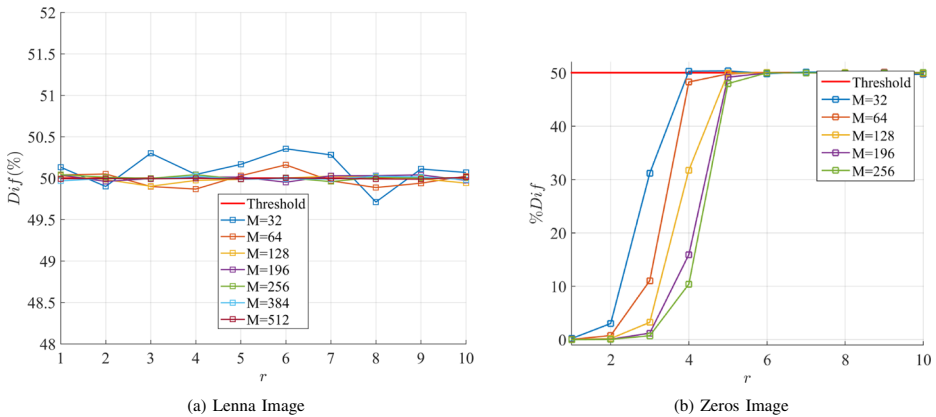 52
51.5
51
50.5
50
49.5
49
48.5
48
Dif(%)
1 2 3 4 5 6 7 8 9 10
r
Threshold
M=32
M=64
M=128
M=196
M=256
M=384
M=512
(a) Lenna Image
50
40
30
20
10
0
%Dif
2 4 6 8 10
r
Threshold
M=32
M=64
M=128
M=196
M=256
(b) Zeros Image